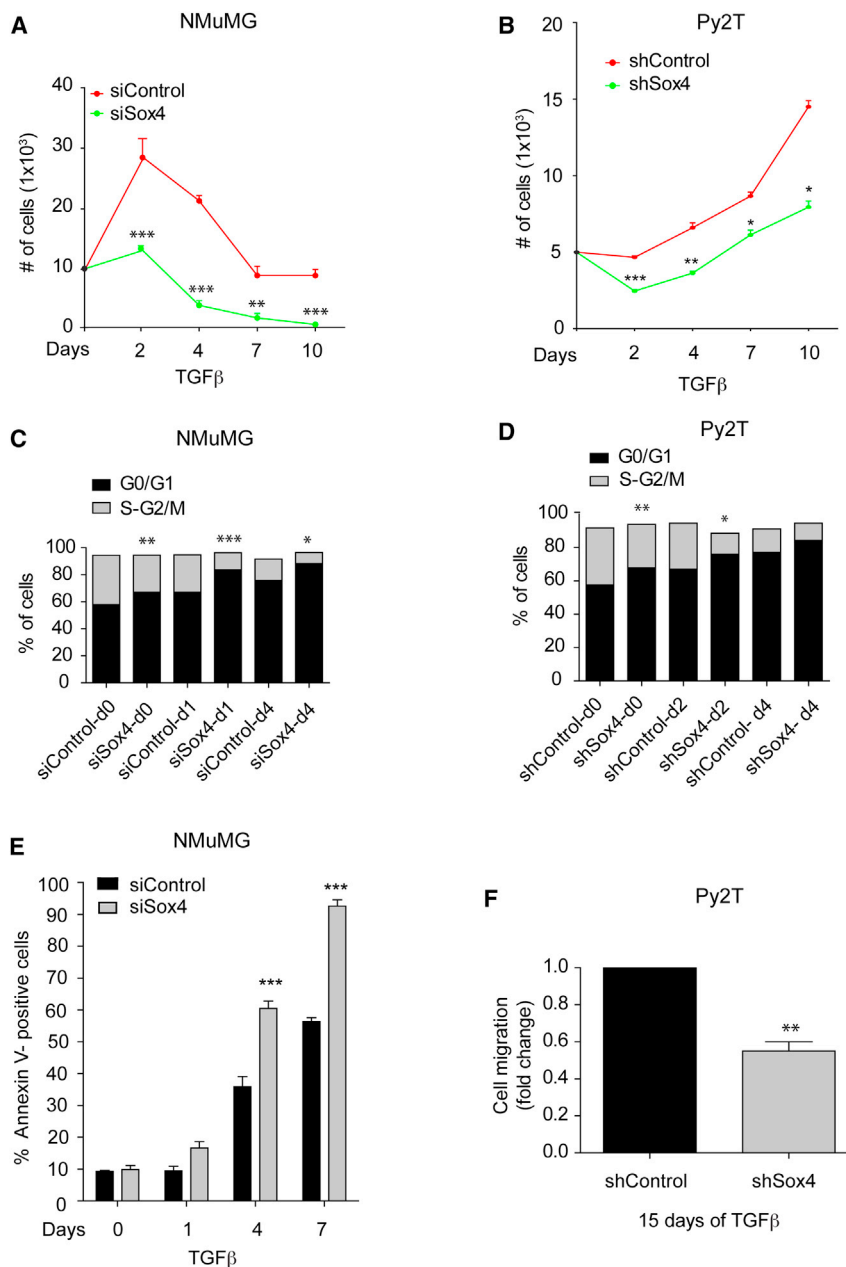 A
NMuMG
siControl
siSox4
# of cells (1x10³)
40
30
20
10
0
***
***
**
***
Days
2
4
7
10
TGFβ
B
Py2T
shControl
shSox4
# of cells (1x10³)
20
15
10
5
0
***
**
*
*
Days
2
4
7
10
TGFβ
C
NMuMG
G0/G1
S-G2/M
% of cells
100
80
60
40
20
0
**
***
*
siControl-d0
siSox4-d0
siControl-d1
siSox4-d1
siControl-d4
siSox4-d4
D
Py2T
G0/G1
S-G2/M
% of cells
100
80
60
40
20
0
**
*
shControl-d0
shSox4-d0
shControl-d2
shSox4-d2
shControl- d4
shSox4- d4
E
NMuMG
siControl
siSox4
% Annexin V- positive cells
100
90
80
70
60
50
40
30
20
10
0
***
***
Days
0
1
4
7
TGFβ
F
Py2T
Cell migration
(fold change)
1.0
0.8
0.6
0.4
0.2
0.0
**
shControl
shSox4
15 days of TGFβ